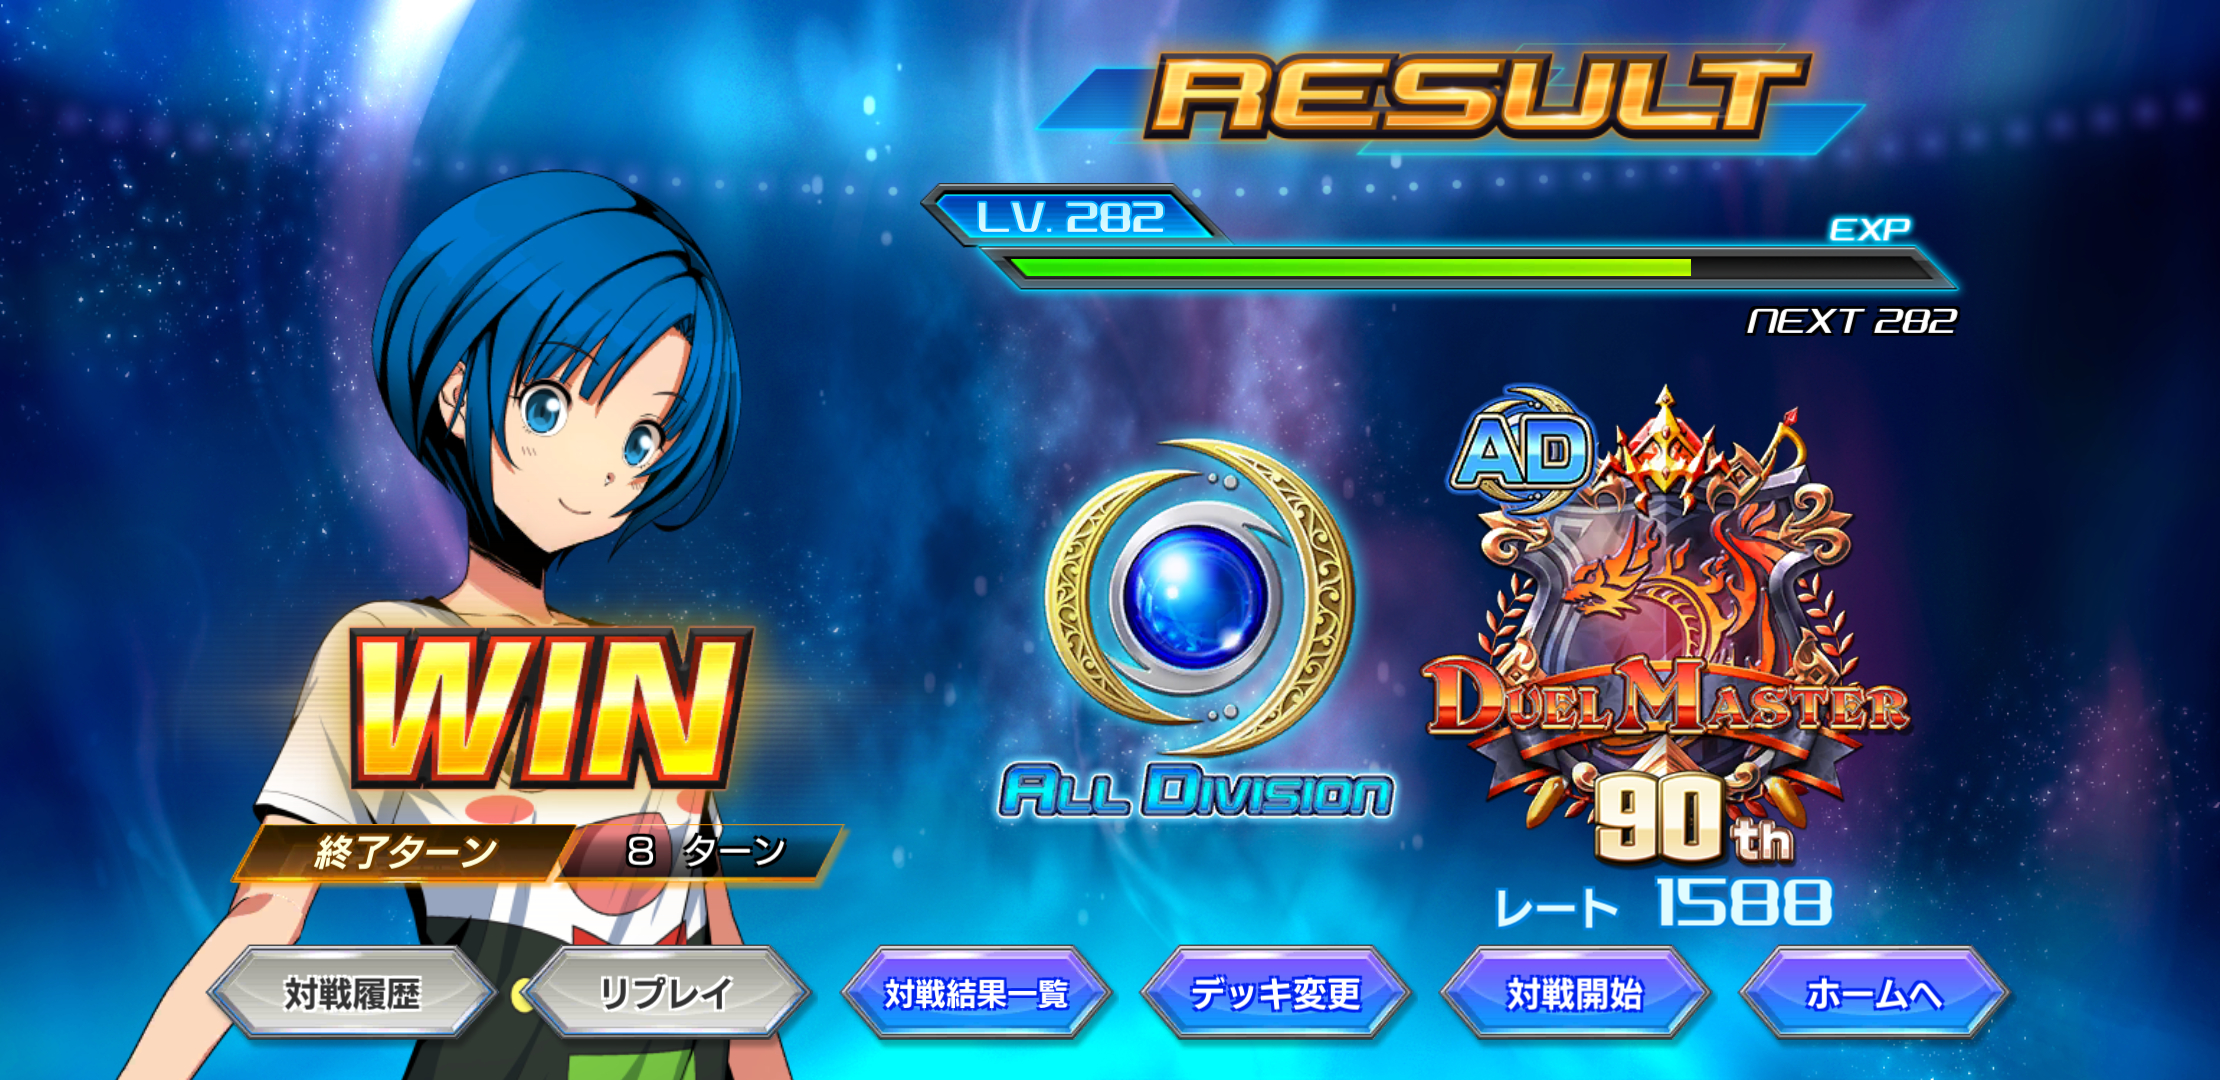 RESULT
LV. 282
EXP
NEXT 282
AD
DUEL MASTER
90th
レート 1588
ALL DIVISION
WIN
終了ターン 8 ターン
対戦履歴
リプレイ
対戦結果一覧
デッキ変更
対戦開始
ホームへ